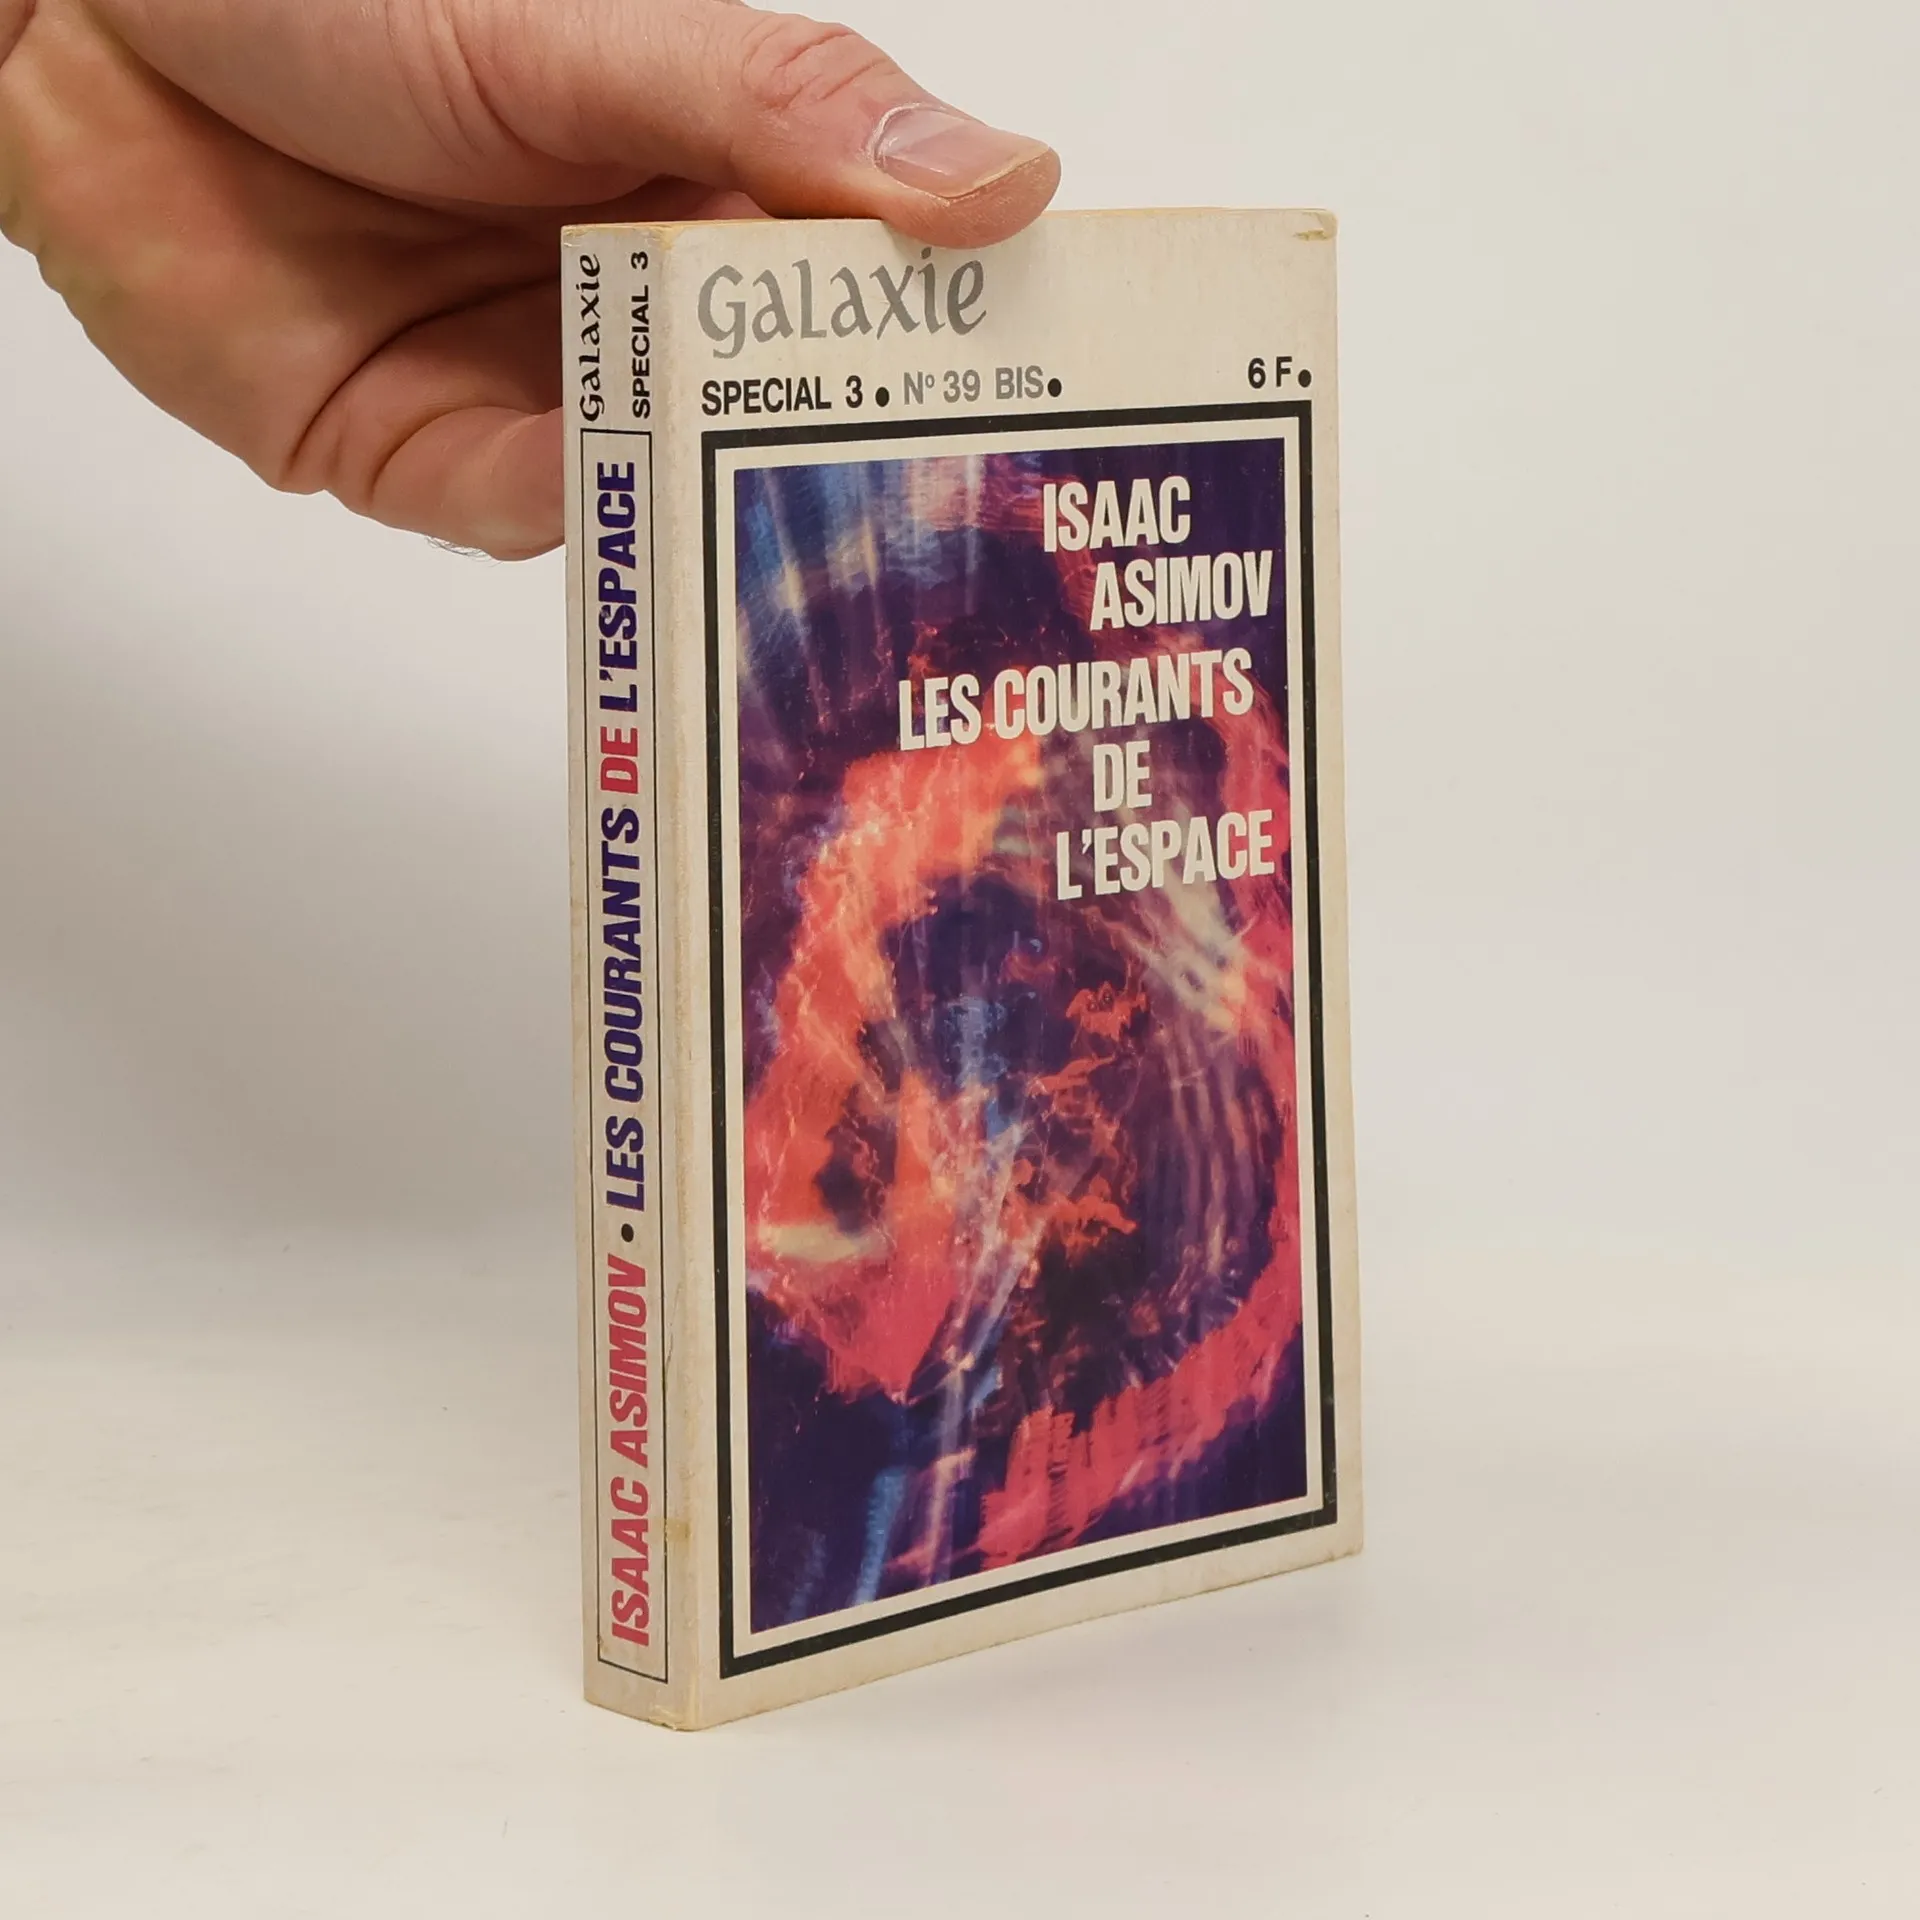 Galaxie
SPECIAL 3
ISAAC ASIMOV • LES COURANTS DE L'ESPACE
Galaxie
SPECIAL 3 • Nº 39 BIS •
6 F •
ISAAC
ASIMOV
LES COURANTS
DE
L'ESPACE